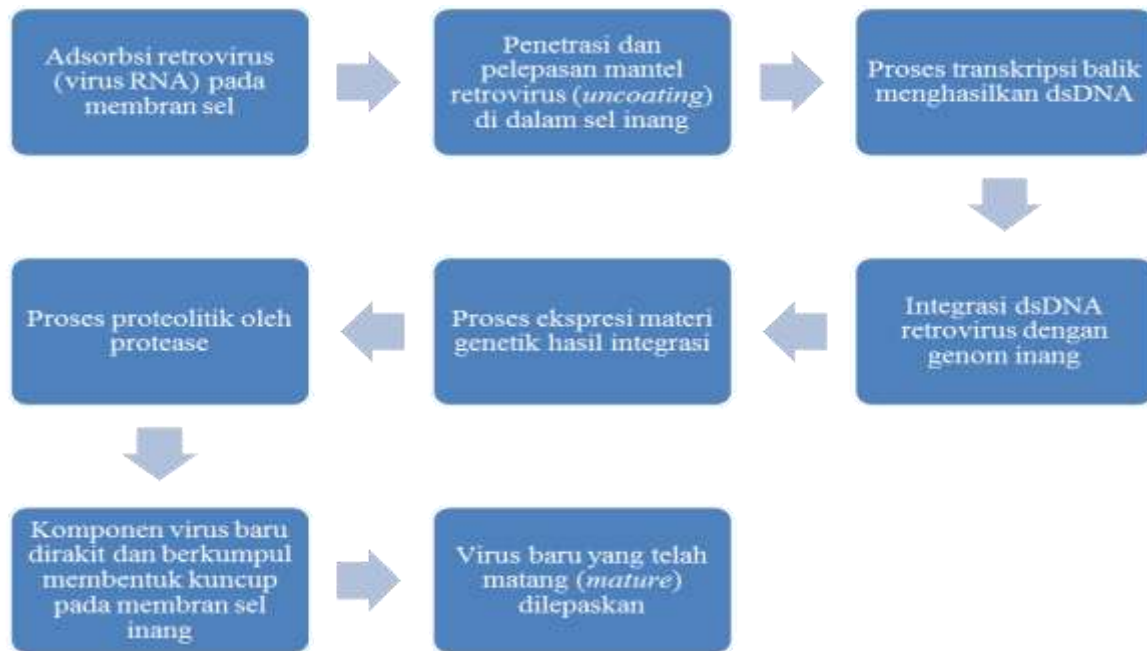 Adsorbsi retrovirus
(virus RNA) pada
membran sel
Penetrasi dan
pelepasan mantel
retrovirus (uncoating)
di dalam sel inang
Proses transkripsi balik
menghasilkan dsDNA
Integrasi dsDNA
retrovirus dengan
genom inang
Proses ekspresi materi
genetik hasil integrasi
Proses proteolitik oleh
protease
Komponen virus baru
dirakit dan berkumpul
membentuk kuncup
pada membran sel
inang
Virus baru yang telah
matang (mature)
dilepaskan